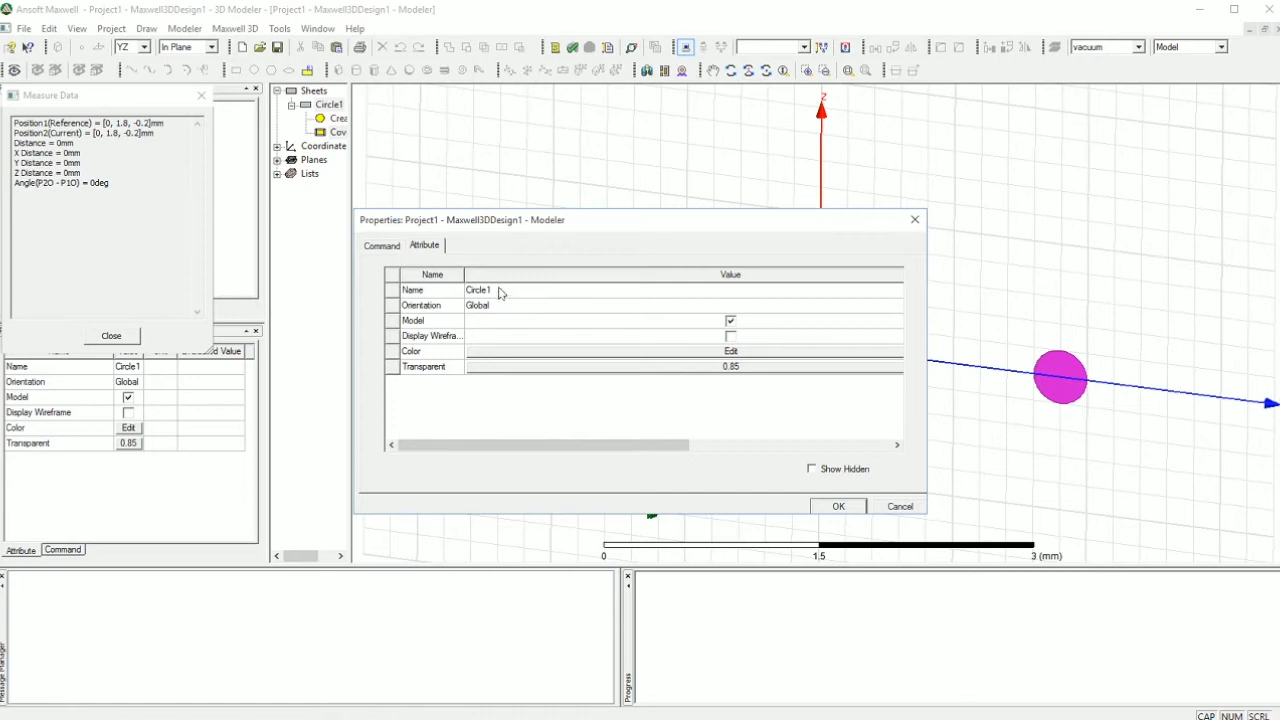 Ansoft Maxwell - Project1 - Maxwell3DDesign1 - 3D Modeler - [Project1 - Maxwell3DDesign1 - Modeler]
File Edit View Project Draw Modeler Maxwell 3D Tools Window Help
YZ In Plane vacuum Model
Measure Data
Position1(Reference) = [0, 1.8, -0.2]mm
Position2(Current) = [0, 1.8, -0.2]mm
Distance = 0mm
X Distance = 0mm
Y Distance = 0mm
Z Distance = 0mm
Angle(P2O - P1O) = 0deg
Close
Name Circle1
Orientation Global
Model
Display Wireframe
Color Edit
Transparent 0.85
Attribute Command
Sheets
Circle1
Crea
Cov
Coordinate
Planes
Lists
Z
Properties: Project1 - Maxwell3DDesign1 - Modeler
Command Attribute
Name Value
Name Circle1
Orientation Global
Model
Display Wirefra...
Color Edit
Transparent 0.85
Show Hidden
OK Cancel
0 1.5 3 (mm)
Message Manager
Progress
CAP NUM SCRL